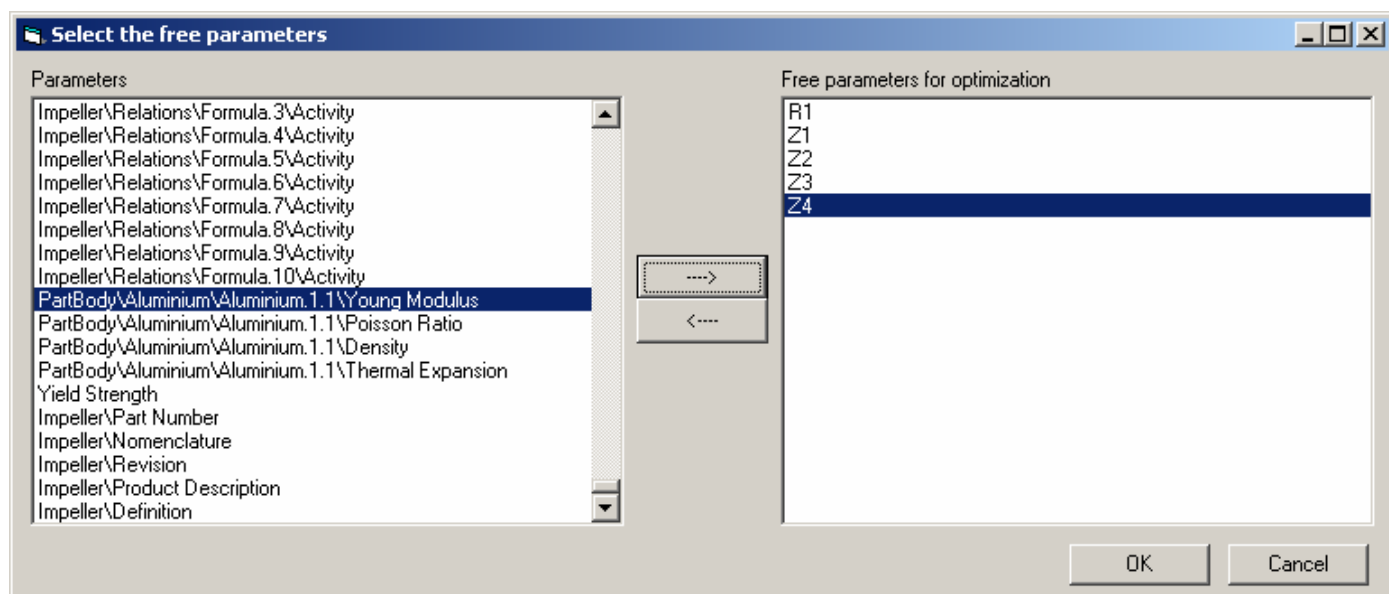 Select the free parameters
Parameters
Impeller\Relations\Formula.3\Activity
Impeller\Relations\Formula.4\Activity
Impeller\Relations\Formula.5\Activity
Impeller\Relations\Formula.6\Activity
Impeller\Relations\Formula.7\Activity
Impeller\Relations\Formula.8\Activity
Impeller\Relations\Formula.9\Activity
Impeller\Relations\Formula.10\Activity
PartBody\Aluminium\Aluminium.1.1\Young Modulus
PartBody\Aluminium\Aluminium.1.1\Poisson Ratio
PartBody\Aluminium\Aluminium.1.1\Density
PartBody\Aluminium\Aluminium.1.1\Thermal Expansion
Yield Strength
Impeller\Part Number
Impeller\Nomenclature
Impeller\Revision
Impeller\Product Description
Impeller\Definition
---->
<----
Free parameters for optimization
R1
Z1
Z2
Z3
Z4
OK
Cancel